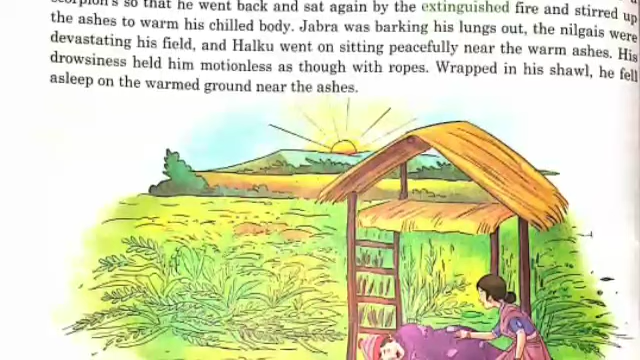 scorpion's so that he went back and sat again by the extinguished fire and stirred up
the ashes to warm his chilled body. Jabra was barking his lungs out, the nilgais were
devastating his field, and Halku went on sitting peacefully near the warm ashes. His
drowsiness held him motionless as though with ropes. Wrapped in his shawl, he fell
asleep on the warmed ground near the ashes.